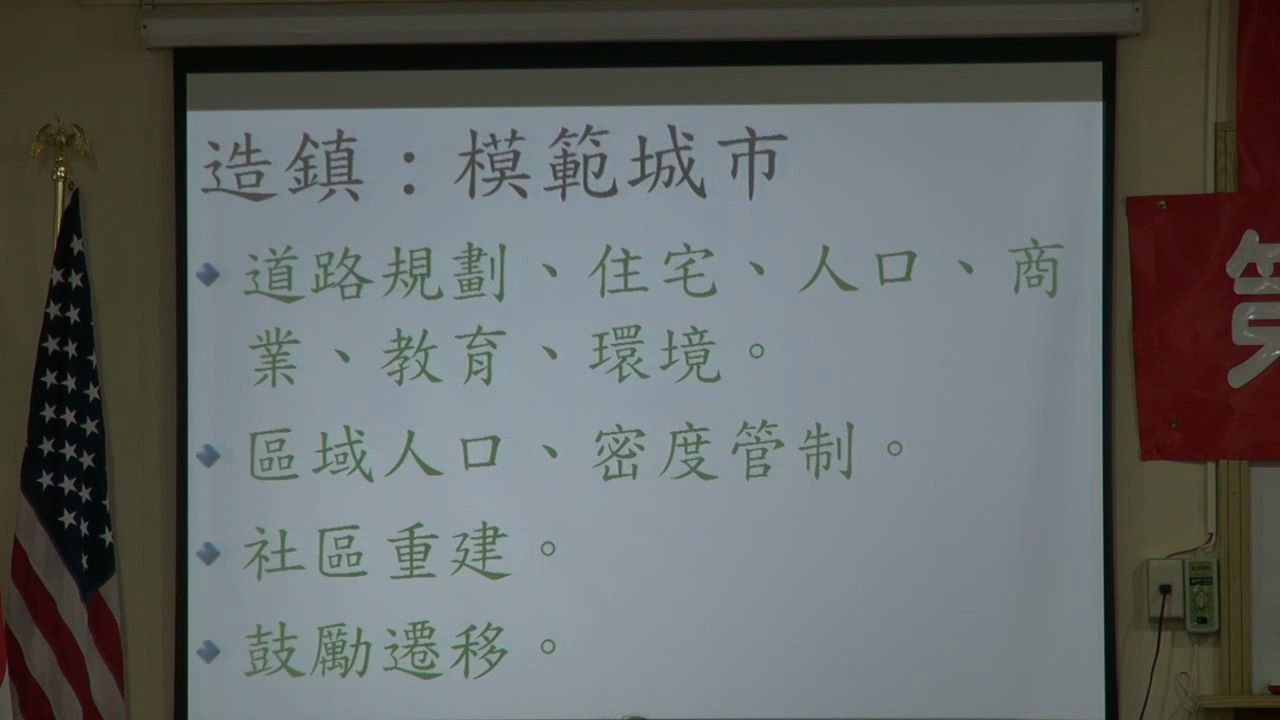 造鎮：模範城市
道路規劃、住宅、人口、商
業、教育、環境。
區域人口、密度管制。
社區重建。
鼓勵遷移。
第